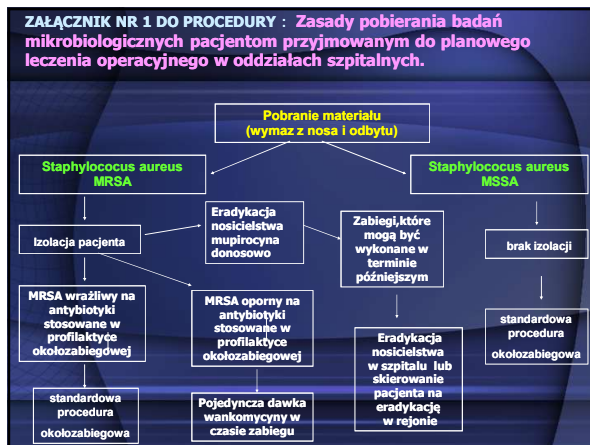 ZAŁĄCZNIK NR 1 DO PROCEDURY : Zasady pobierania badań
mikrobiologicznych pacjentom przyjmowanym do planowego
leczenia operacyjnego w oddziałach szpitalnych.
Pobranie materiału
(wymaz z nosa i odbytu)
Staphylococus aureus
MRSA
Staphylococus aureus
MSSA
Izolacja pacjenta
Eradykacja
nosicielstwa
mupirocyna
donosowo
Zabiegi,które
mogą być
wykonane w
terminie
późniejszym
brak izolacji
MRSA wrażliwy na
antybiotyki
stosowane w
profilaktyce
okołozabiegowej
MRSA oporny na
antybiotyki
stosowane w
profilaktyce
okołozabiegowej
Eradykacja
nosicielstwa
w szpitalu lub
skierowanie
pacjenta na
eradykację
w rejonie
standardowa
procedura
okołozabiegowa
standardowa
procedura
okołozabiegowa
Pojedyncza dawka
wankomycyny w
czasie zabiegu